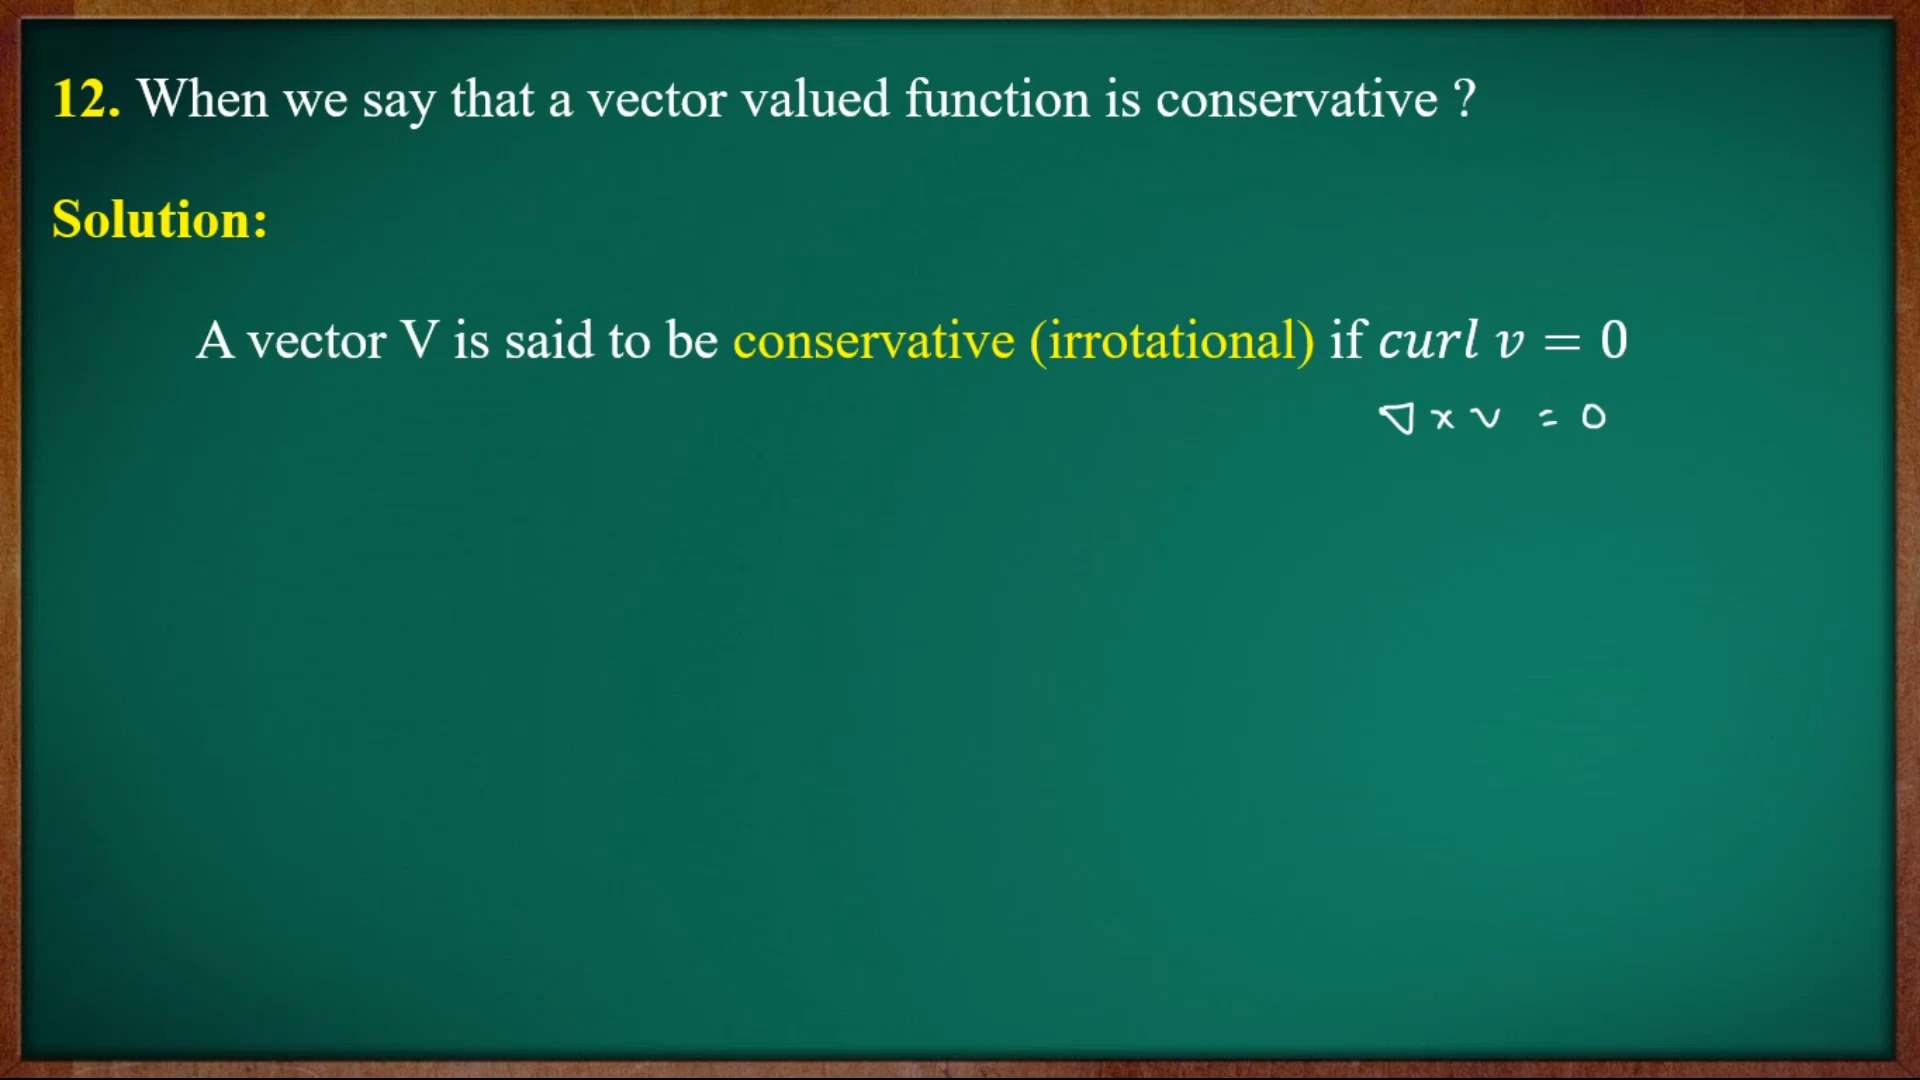 12. When we say that a vector valued function is conservative ?
Solution:
A vector V is said to be conservative (irrotational) if curl v = 0
∇ x v = 0